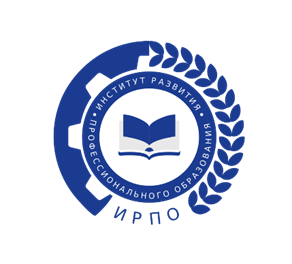 • ИНСТИТУТ РАЗВИТИЯ •
ПРОФЕССИОНАЛЬНОГО ОБРАЗОВАНИЯ
ИРПО